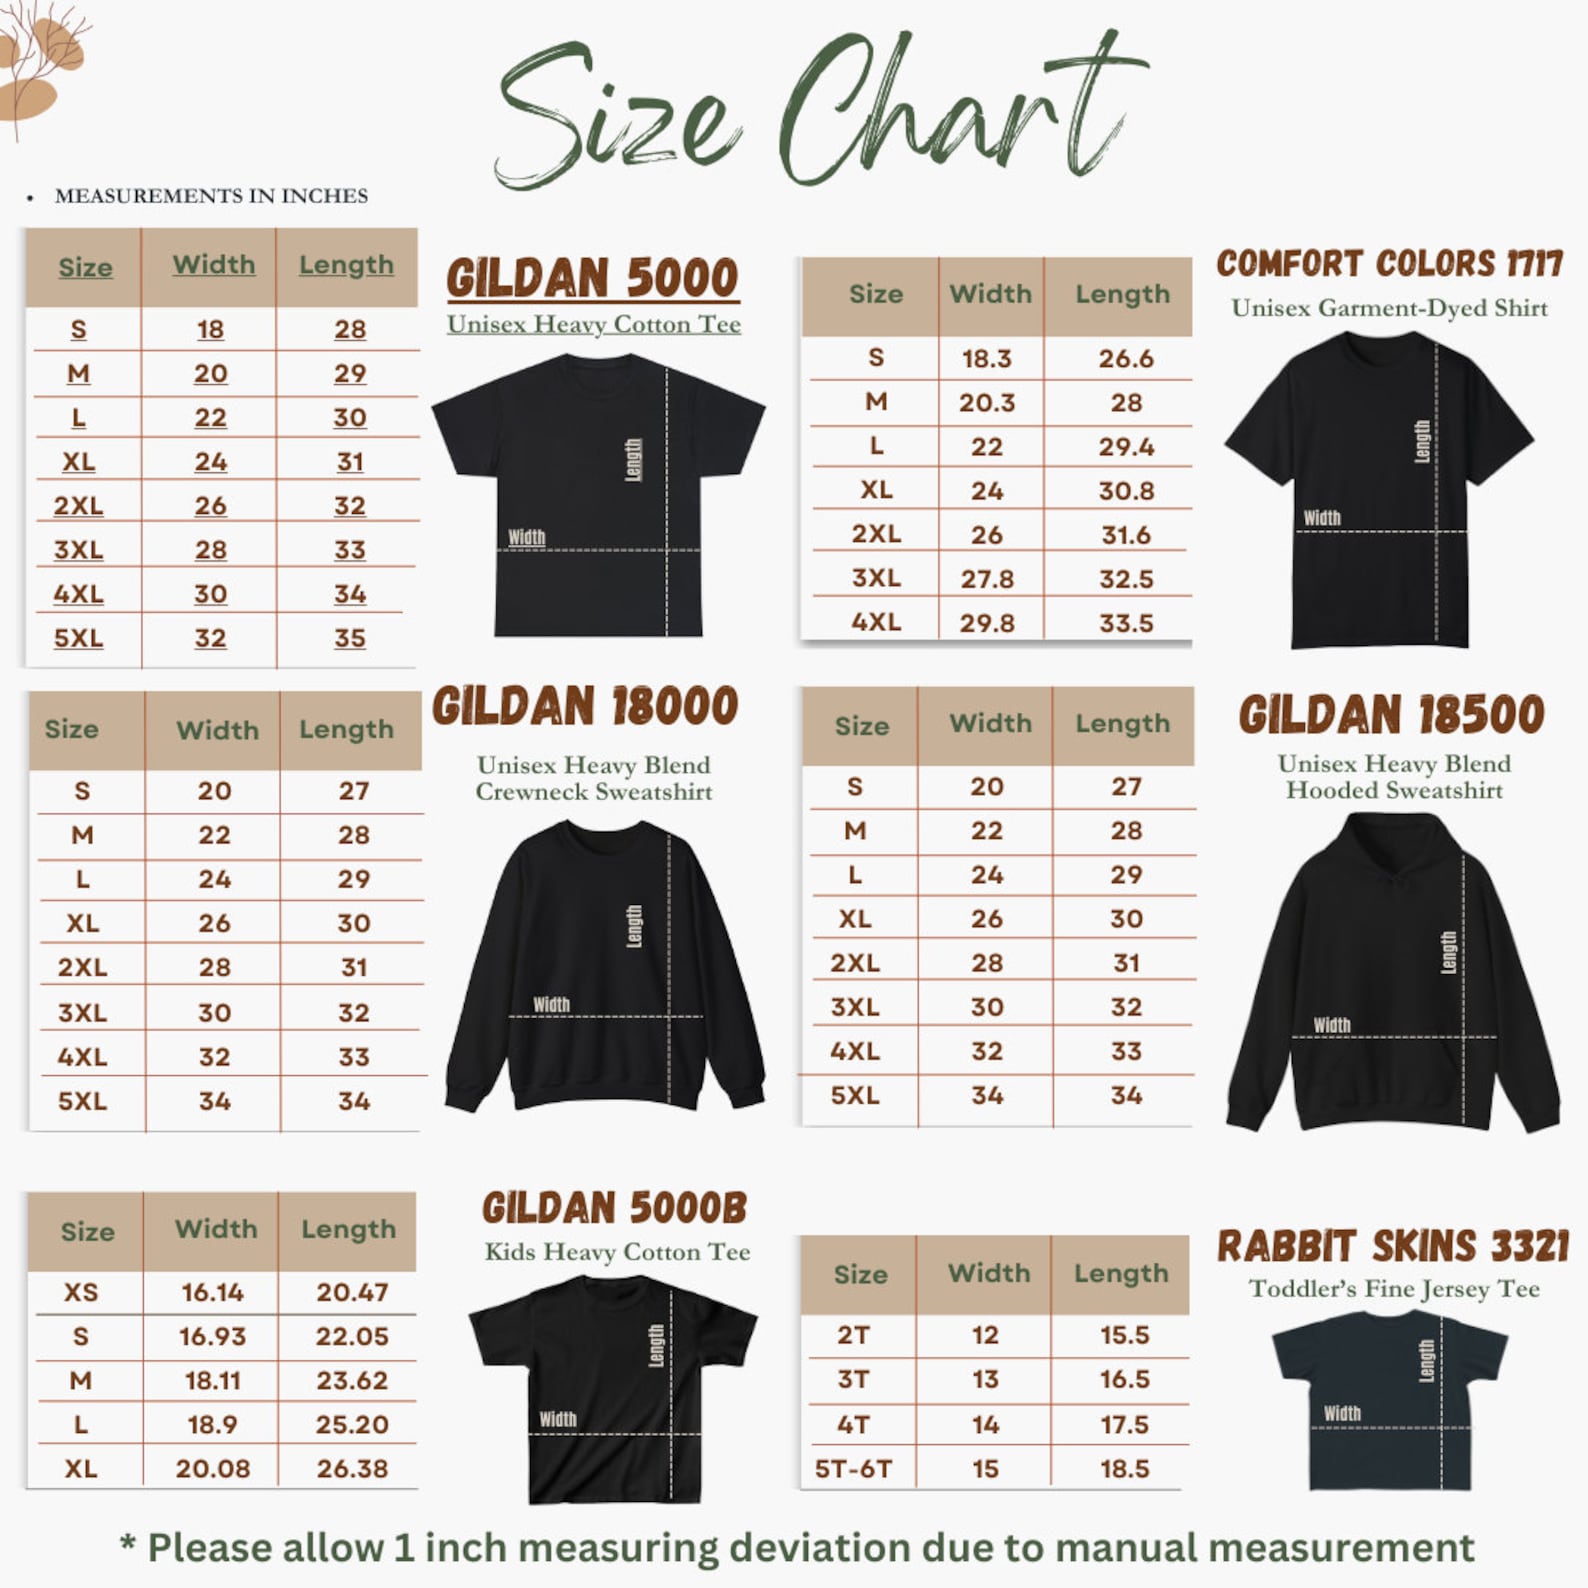 Size Chart
• MEASUREMENTS IN INCHES
Size Width Length
S 18 28
M 20 29
L 22 30
XL 24 31
2XL 26 32
3XL 28 33
4XL 30 34
5XL 32 35
GILDAN 5000
Unisex Heavy Cotton Tee
Length
Width
Size Width Length
S 18.3 26.6
M 20.3 28
L 22 29.4
XL 24 30.8
2XL 26 31.6
3XL 27.8 32.5
4XL 29.8 33.5
COMFORT COLORS 1717
Unisex Garment-Dyed Shirt
Length
Width
Size Width Length
S 20 27
M 22 28
L 24 29
XL 26 30
2XL 28 31
3XL 30 32
4XL 32 33
5XL 34 34
GILDAN 18000
Unisex Heavy Blend
Crewneck Sweatshirt
Length
Width
Size Width Length
S 20 27
M 22 28
L 24 29
XL 26 30
2XL 28 31
3XL 30 32
4XL 32 33
5XL 34 34
GILDAN 18500
Unisex Heavy Blend
Hooded Sweatshirt
Length
Width
Size Width Length
XS 16.14 20.47
S 16.93 22.05
M 18.11 23.62
L 18.9 25.20
XL 20.08 26.38
GILDAN 5000B
Kids Heavy Cotton Tee
Length
Width
Size Width Length
2T 12 15.5
3T 13 16.5
4T 14 17.5
5T-6T 15 18.5
RABBIT SKINS 3321
Toddler's Fine Jersey Tee
Length
Width
* Please allow 1 inch measuring deviation due to manual measurement